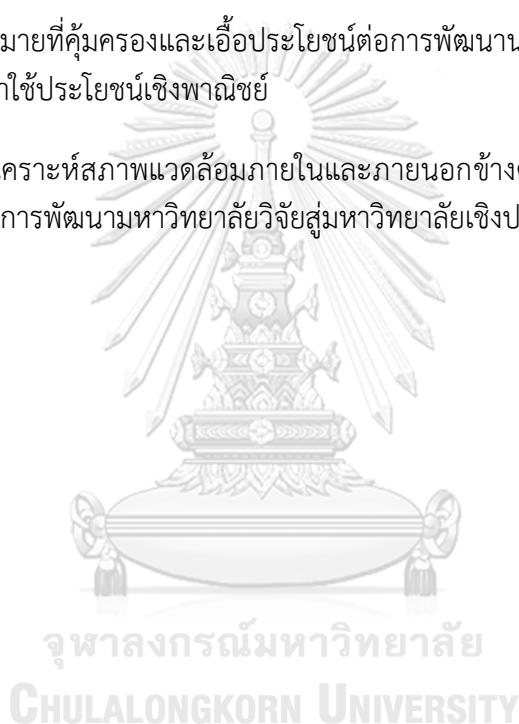 มายที่คุ้มครองและเอื้อประโยชน์ต่อการพัฒนาน
าใช้ประโยชน์เชิงพาณิชย์
เคราะห์สภาพแวดล้อมภายในและภายนอกข้าง
การพัฒนามหาวิทยาลัยวิจัยสู่มหาวิทยาลัยเชิงป
จุฬาลงกรณ์มหาวิทยาลัย
CHULALONGKORN UNIVERSITY